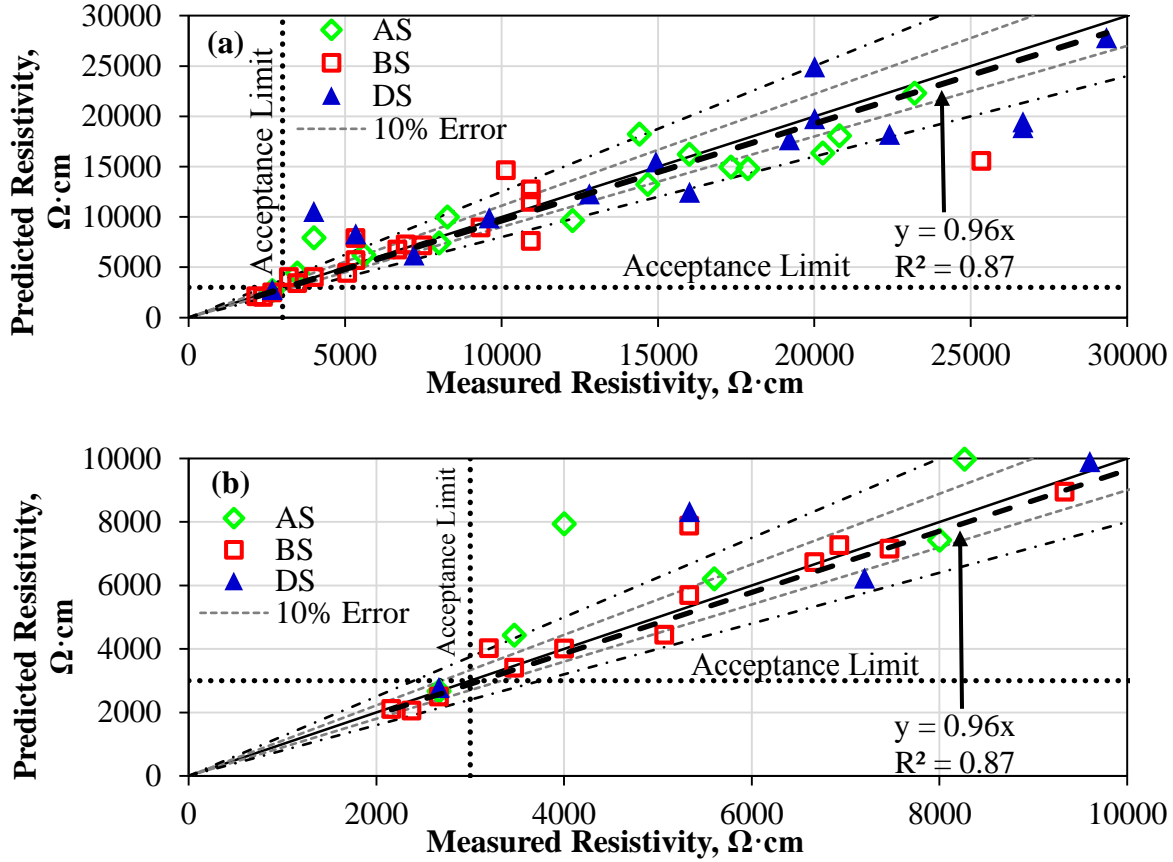 (a)
AS
BS
DS
10% Error
Acceptance Limit
Acceptance Limit
y = 0.96x
R² = 0.87
30000
25000
20000
15000
10000
5000
0
0 5000 10000 15000 20000 25000 30000
Predicted Resistivity,
Ω·cm
Measured Resistivity, Ω·cm
(b)
AS
BS
DS
10% Error
Acceptance Limit
Acceptance Limit
y = 0.96x
R² = 0.87
10000
8000
6000
4000
2000
0
0 2000 4000 6000 8000 10000
Predicted Resistivity,
Ω·cm
Measured Resistivity, Ω·cm